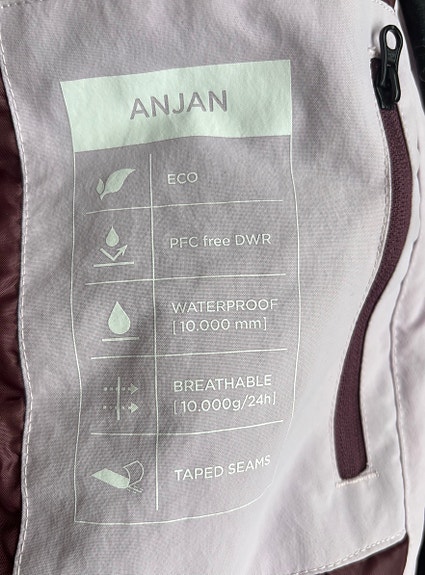 ANJAN
ECO
PFC free DWR
WATERPROOF
[10.000 mm]
BREATHABLE
[10.000g/24h]
TAPED SEAMS